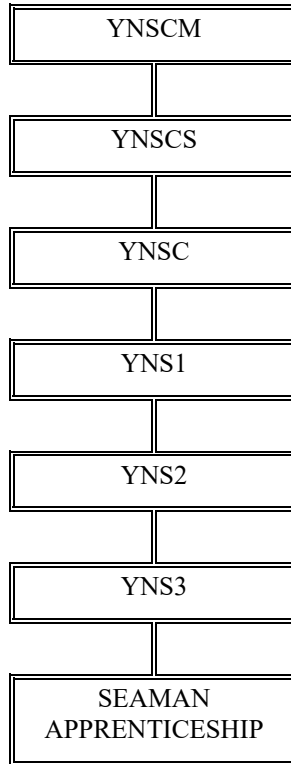 YNSCM
YNSCS
YNSC
YNS1
YNS2
YNS3
SEAMAN
APPRENTICESHIP